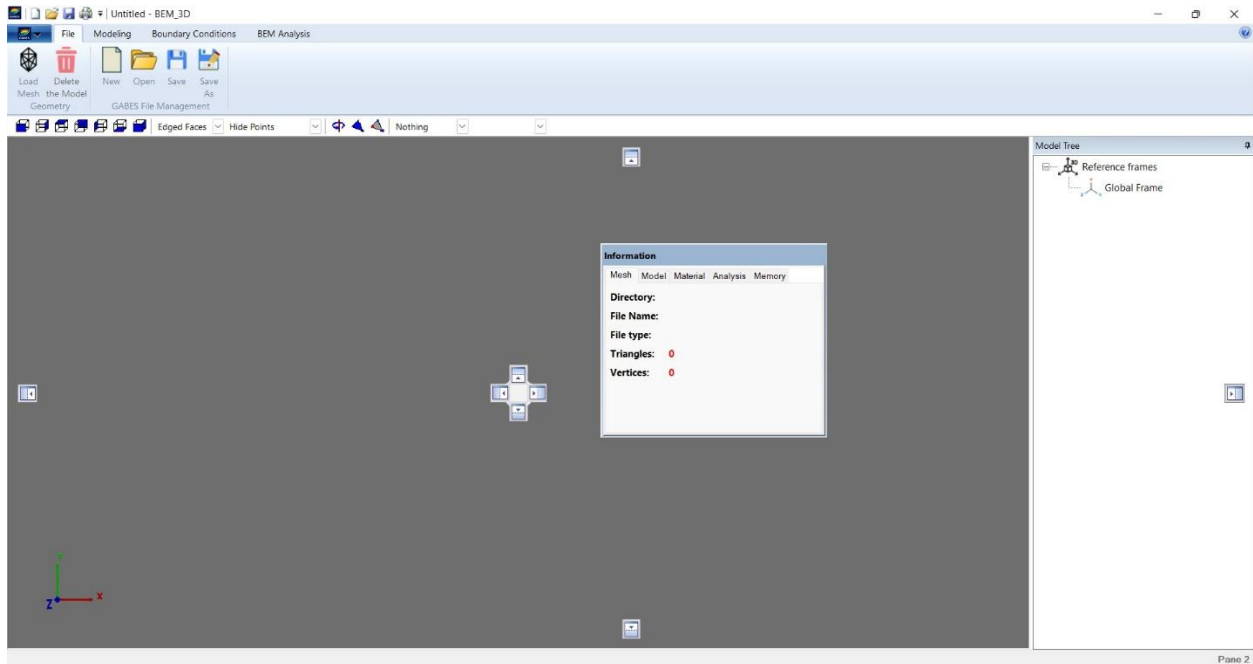 Untitled - BEM_3D
File Modeling Boundary Conditions BEM Analysis
Load Mesh
Delete the Model
New Open Save Save As
Geometry GABES File Management
Edged Faces Hide Points Nothing
Model Tree
3D
Reference frames
Global Frame
Information
Mesh Model Material Analysis Memory
Directory:
File Name:
File type:
Triangles: 0
Vertices: 0
Y
Z X
Pane 2